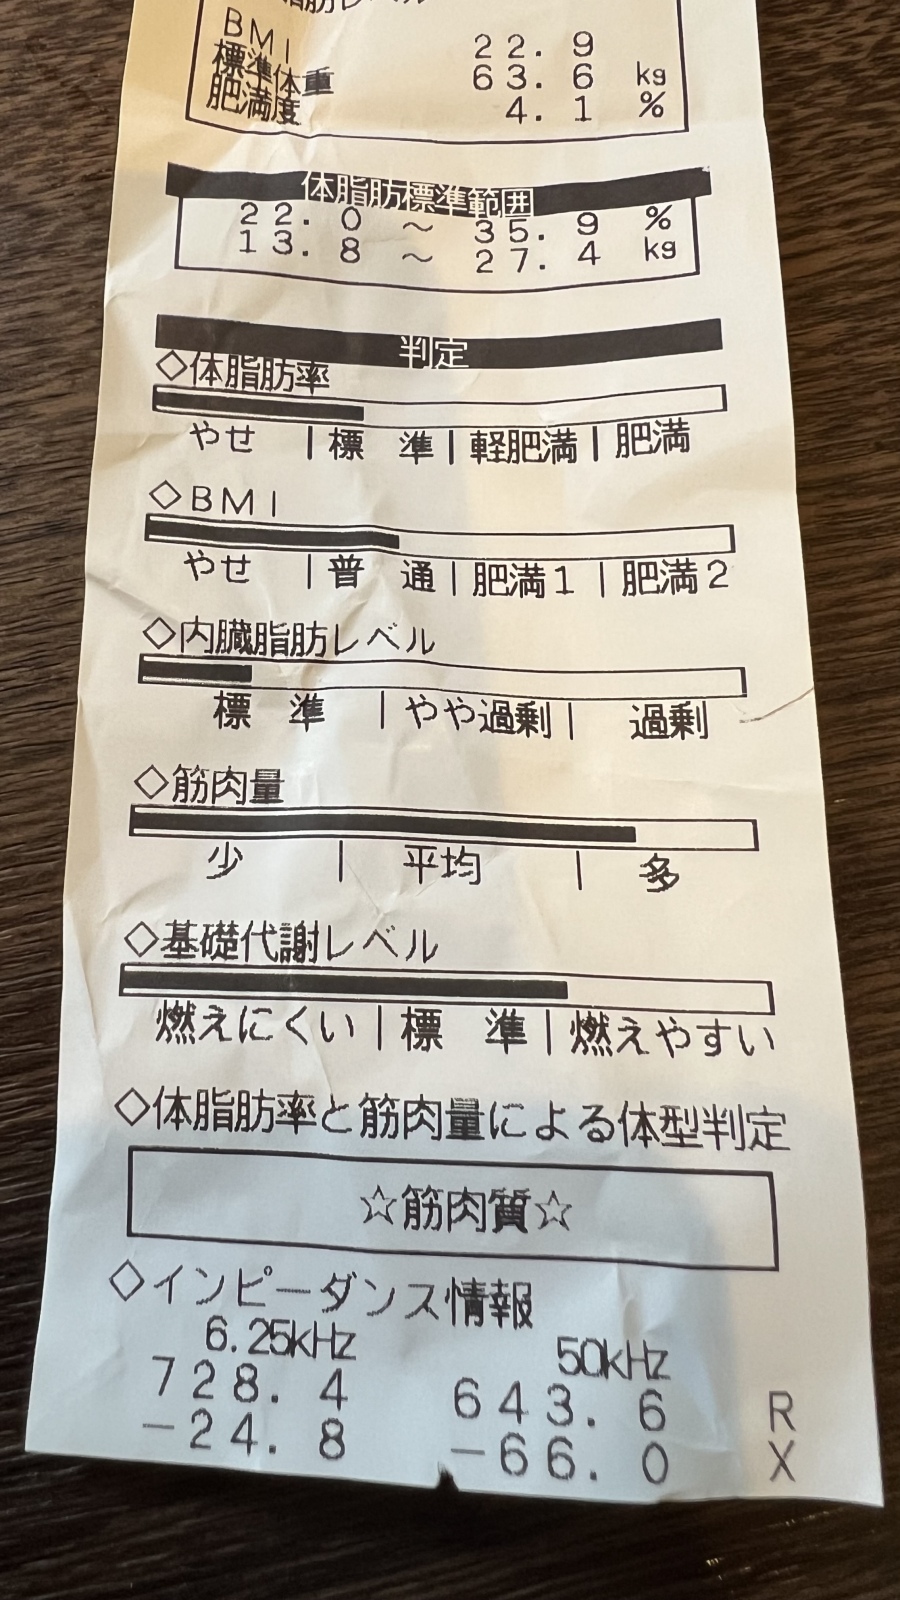 脂肪レベル
BMI 22.9
標準体重 63.6 kg
肥満度 4.1 %
体脂肪標準範囲
22.0 ～ 35.9 %
13.8 ～ 27.4 kg
判定
◇体脂肪率
やせ |標 準|軽肥満|肥満
◇BMI
やせ |普 通|肥満1 |肥満2
◇内臓脂肪レベル
標 準 |やや過剰| 過剰
◇筋肉量
少 | 平均 | 多
◇基礎代謝レベル
燃えにくい|標 準|燃えやすい
◇体脂肪率と筋肉量による体型判定
☆筋肉質☆
◇インピーダンス情報
6.25kHz 50kHz
728.4 643.6 R
-24.8 -66.0 X